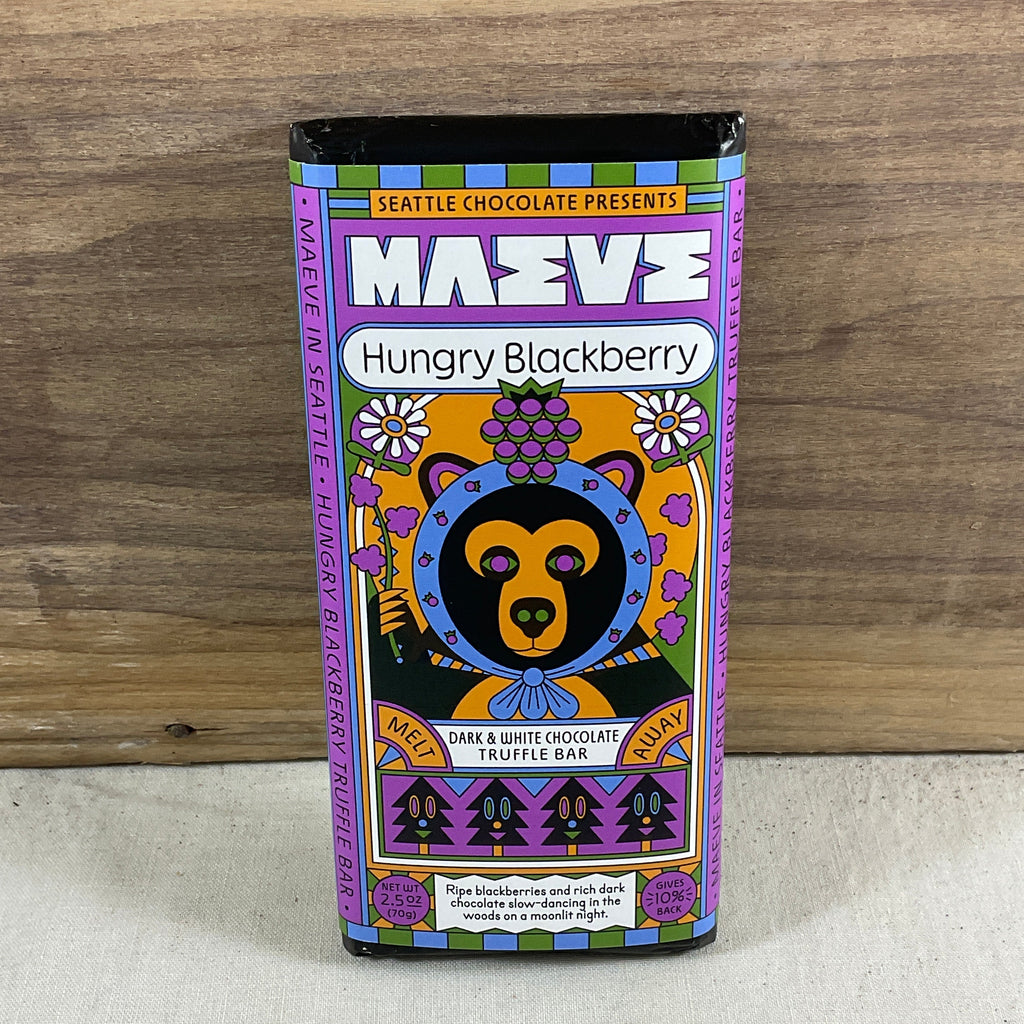 SEATTLE CHOCOLATE PRESENTS
MAEVE
Hungry Blackberry
MELT
AWAY
DARK & WHITE CHOCOLATE
TRUFFLE BAR
NET WT
2.5 OZ
(70g)
Ripe blackberries and rich dark
chocolate slow-dancing in the
woods on a moonlit night.
GIVES
10%
BACK
• MAEVE IN SEATTLE • HUNGRY BLACKBERRY TRUFFLE BAR •
• MAEVE IN SEATTLE • HUNGRY BLACKBERRY TRUFFLE BAR •